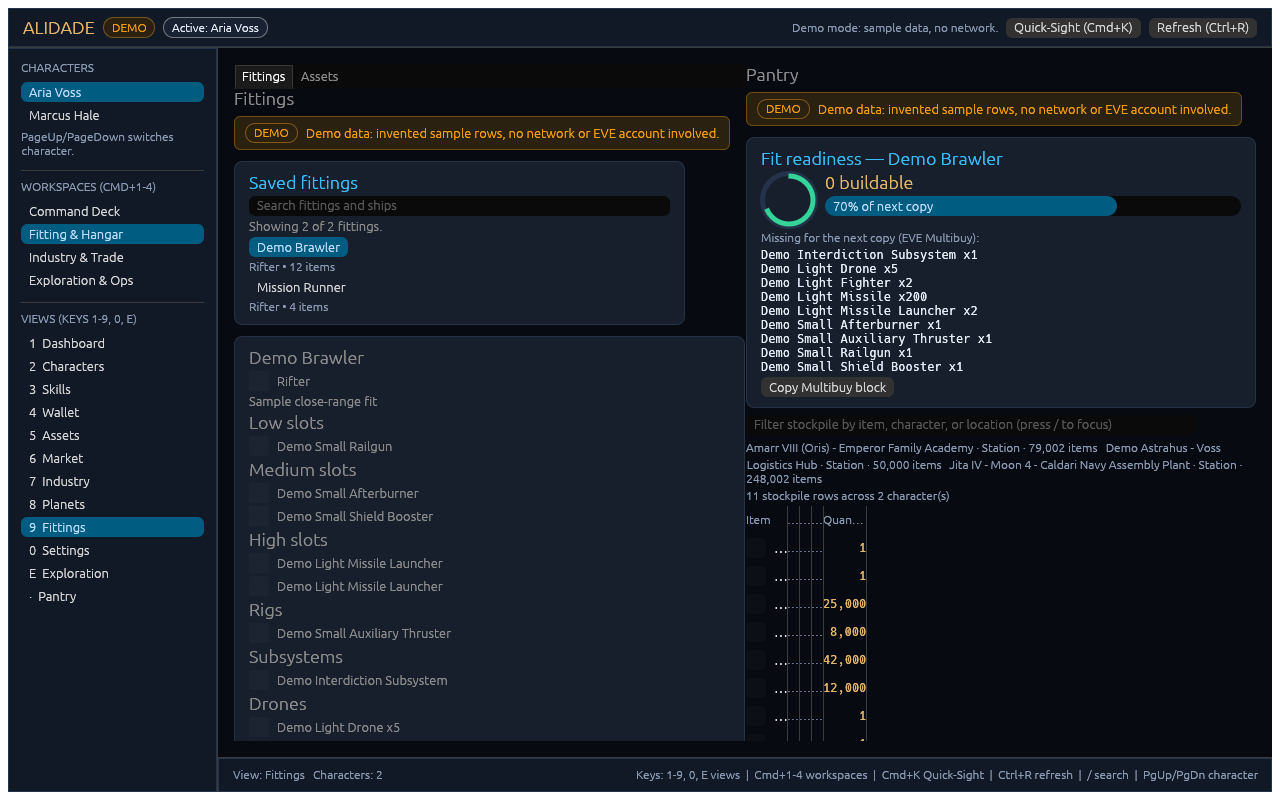 ALIDADE DEMO Active: Aria Voss
Demo mode: sample data, no network. Quick-Sight (Cmd+K) Refresh (Ctrl+R)
CHARACTERS
Aria Voss
Marcus Hale
PageUp/PageDown switches
character.
WORKSPACES (CMD+1-4)
Command Deck
Fitting & Hangar
Industry & Trade
Exploration & Ops
VIEWS (KEYS 1-9, 0, E)
1 Dashboard
2 Characters
3 Skills
4 Wallet
5 Assets
6 Market
7 Industry
8 Planets
9 Fittings
0 Settings
E Exploration
· Pantry
Fittings Assets
Fittings
DEMO Demo data: invented sample rows, no network or EVE account involved.
Saved fittings
Search fittings and ships
Showing 2 of 2 fittings.
Demo Brawler
Rifter • 12 items
Mission Runner
Rifter • 4 items
Demo Brawler
Rifter
Sample close-range fit
Low slots
Demo Small Railgun
Medium slots
Demo Small Afterburner
Demo Small Shield Booster
High slots
Demo Light Missile Launcher
Demo Light Missile Launcher
Rigs
Demo Small Auxiliary Thruster
Subsystems
Demo Interdiction Subsystem
Drones
Demo Light Drone x5
Pantry
DEMO Demo data: invented sample rows, no network or EVE account involved.
Fit readiness — Demo Brawler
0 buildable
70% of next copy
Missing for the next copy (EVE Multibuy):
Demo Interdiction Subsystem x1
Demo Light Drone x5
Demo Light Fighter x2
Demo Light Missile x200
Demo Light Missile Launcher x2
Demo Small Afterburner x1
Demo Small Auxiliary Thruster x1
Demo Small Railgun x1
Demo Small Shield Booster x1
Copy Multibuy block
Filter stockpile by item, character, or location (press / to focus)
Amarr VIII (Oris) - Emperor Family Academy · Station · 79,002 items Demo Astrahus - Voss
Logistics Hub · Station · 50,000 items Jita IV - Moon 4 - Caldari Navy Assembly Plant · Station ·
248,002 items
11 stockpile rows across 2 character(s)
Item ... Quan...
... 1
... 1
... 25,000
... 8,000
... 42,000
... 12,000
... 1
View: Fittings Characters: 2
Keys: 1-9, 0, E views | Cmd+1-4 workspaces | Cmd+K Quick-Sight | Ctrl+R refresh | / search | PgUp/PgDn character